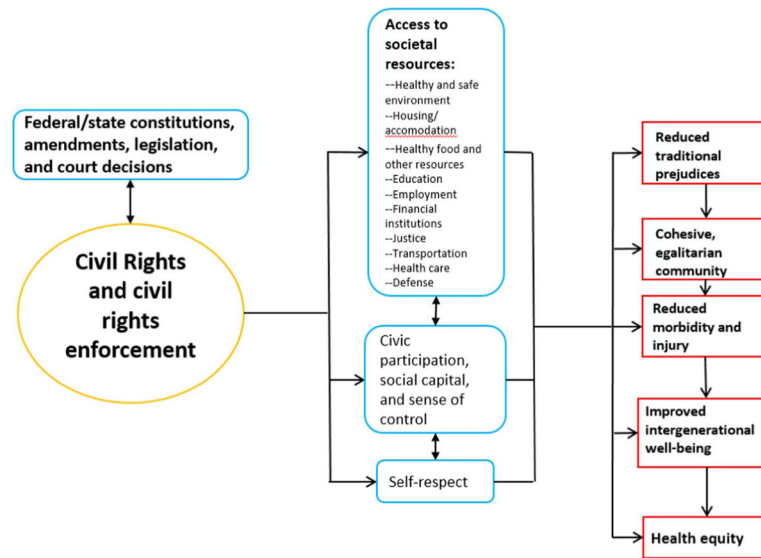 Federal/state constitutions,
amendments, legislation,
and court decisions
Civil Rights
and civil
rights
enforcement
Access to
societal
resources:
--Healthy and safe
environment
--Housing/
accomodation
--Healthy food and
other resources
--Education
--Employment
--Financial
institutions
--Justice
--Transportation
--Health care
--Defense
Civic
participation,
social capital,
and sense of
control
Self-respect
Reduced
traditional
prejudices
Cohesive,
egalitarian
community
Reduced
morbidity and
injury
Improved
intergenerational
well-being
Health equity